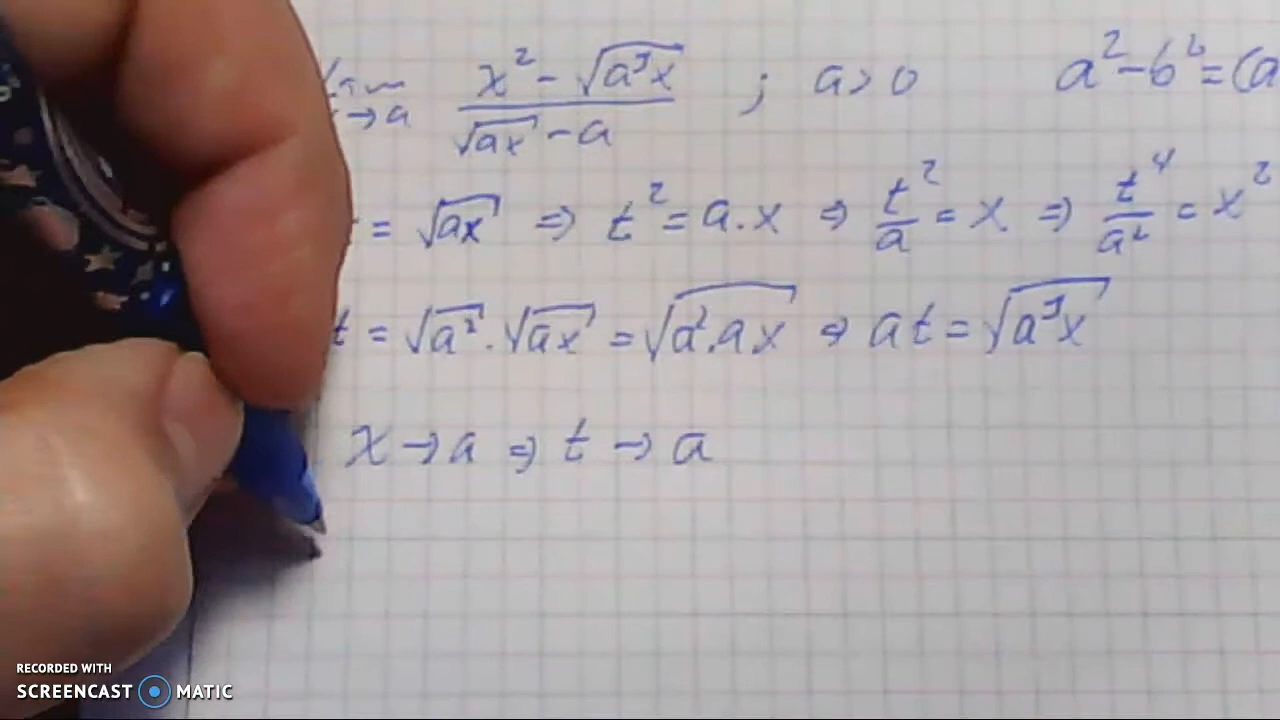 lim x→a (x² - √(a³x)) / (√(ax) - a) ; a>0 a² - b² = (a
t = √(ax) ⇒ t² = a.x ⇒ t²/a = x ⇒ t⁴/a² = x²
t = √(a²).√(ax) = √(a².ax) ⇒ at = √(a³x)
x → a ⇒ t → a
RECORDED WITH
SCREENCAST MATIC